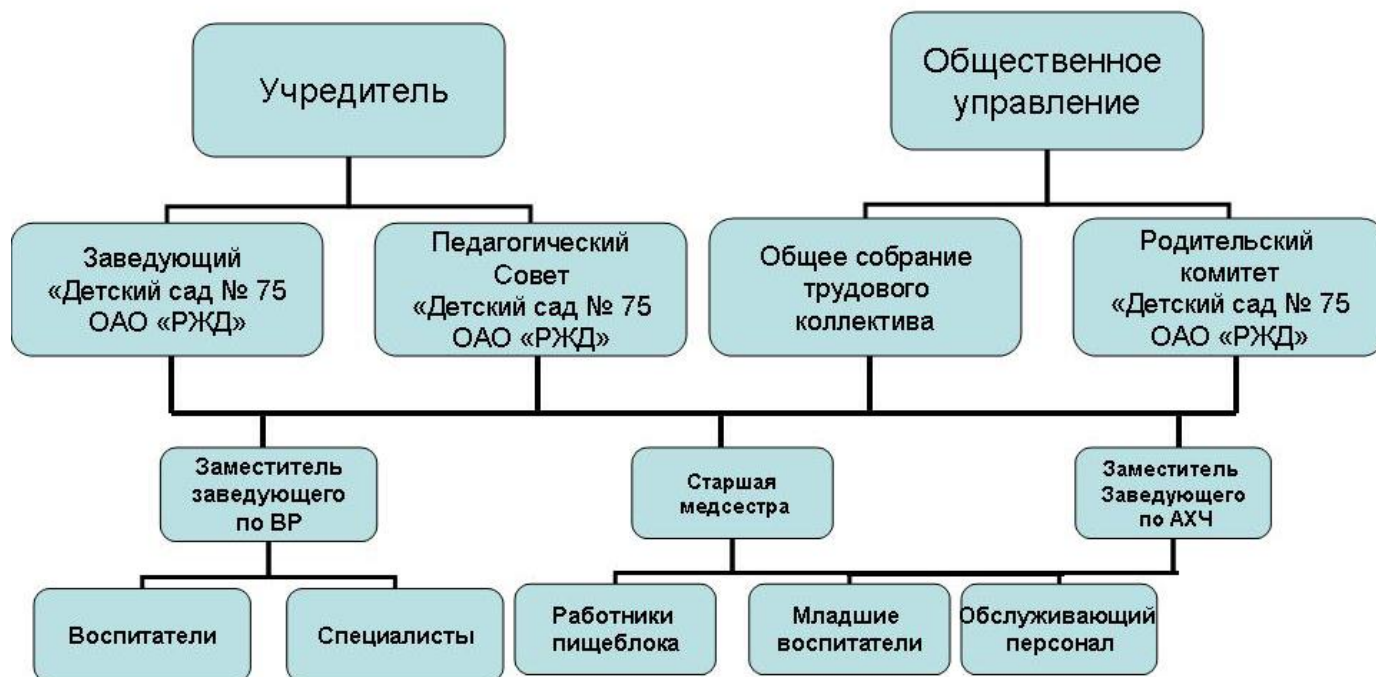 Учредитель
Общественное
управление
Заведующий
«Детский сад № 75
ОАО «РЖД»
Педагогический
Совет
«Детский сад № 75
ОАО «РЖД»
Общее собрание
трудового
коллектива
Родительский
комитет
«Детский сад № 75
ОАО «РЖД»
Заместитель
заведующего
по ВР
Старшая
медсестра
Заместитель
Заведующего
по АХЧ
Воспитатели
Специалисты
Работники
пищеблока
Младшие
воспитатели
Обслуживающий
персонал